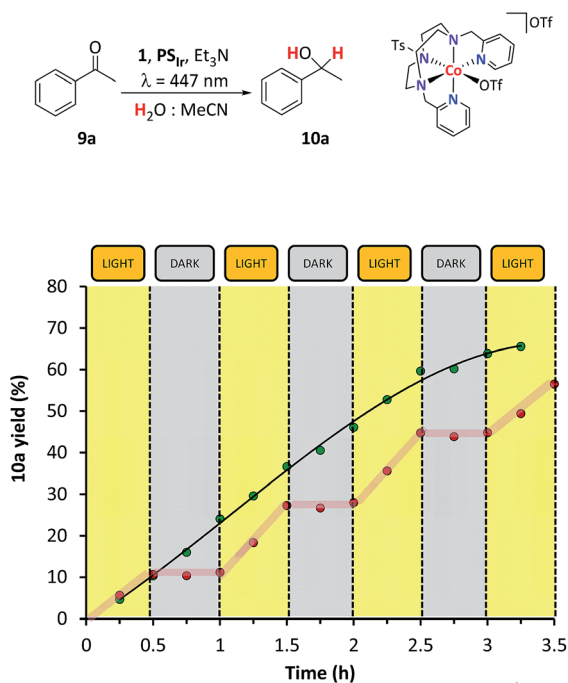 O
1, PS_Ir, Et₃N
λ = 447 nm
H₂O : MeCN
9a
HO H
10a
OTf
Ts
N
N
N
N
N
Co
OTf
LIGHT DARK LIGHT DARK LIGHT DARK LIGHT
10a yield (%)
80
70
60
50
40
30
20
10
0
0 0.5 1 1.5 2 2.5 3 3.5
Time (h)